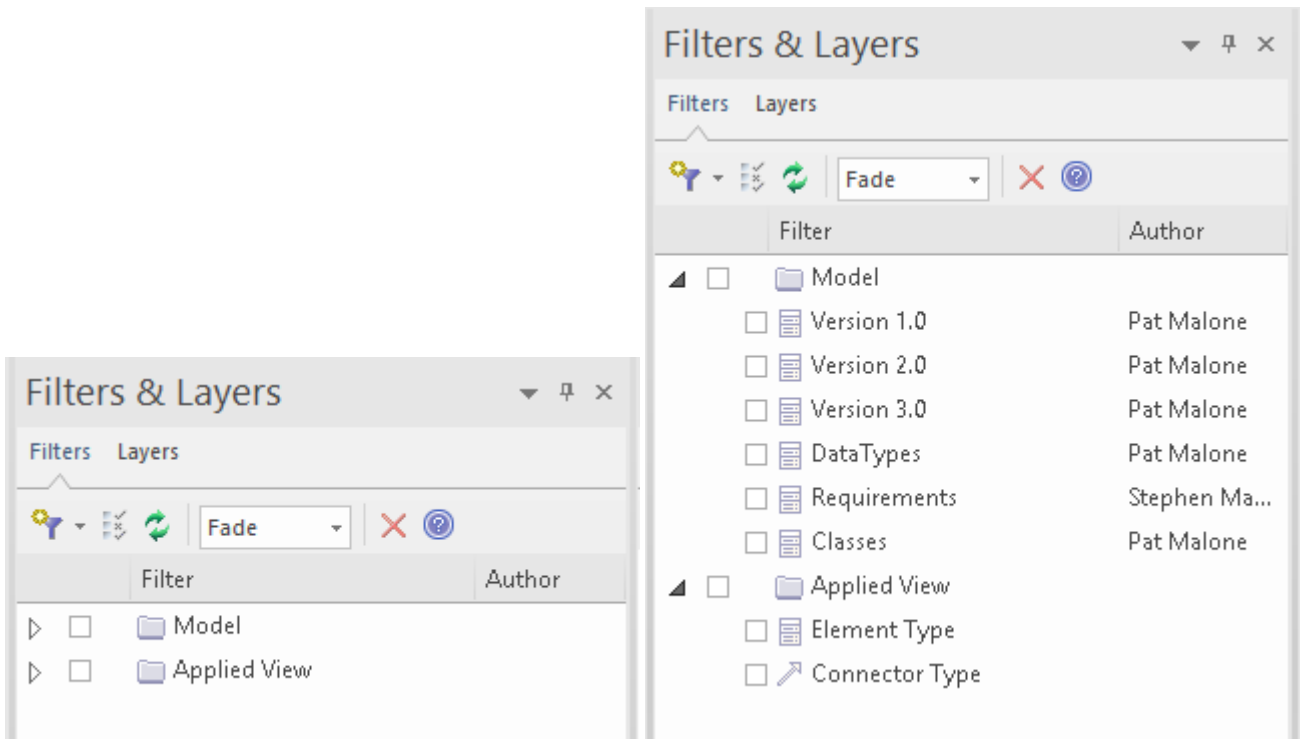 Filters & Layers
Filters Layers
Fade
Filter Author
Model
Applied View
Filters & Layers
Filters Layers
Fade
Filter Author
Model
Version 1.0 Pat Malone
Version 2.0 Pat Malone
Version 3.0 Pat Malone
DataTypes Pat Malone
Requirements Stephen Ma...
Classes Pat Malone
Applied View
Element Type
Connector Type